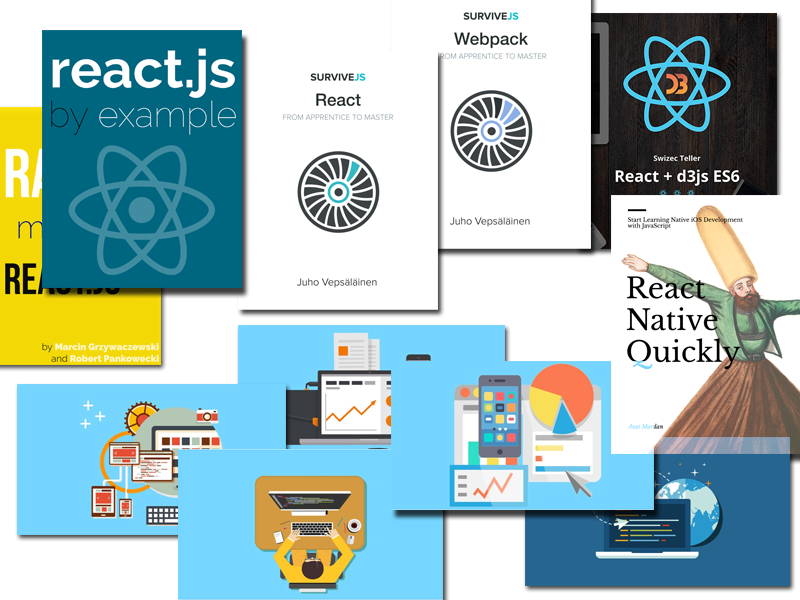 react.js
by example
SURVIVEJS
React
FROM APPRENTICE TO MASTER
Juho Vepsäläinen
SURVIVEJS
Webpack
FROM APPRENTICE TO MASTER
Juho Vepsäläinen
D3
Swizec Teller
React + d3js ES6
Start Learning Native iOS Development
with JavaScript
React
Native
Quickly
Azat Mardan
by Marcin Grzywaczewski
and Robert Pankowecki